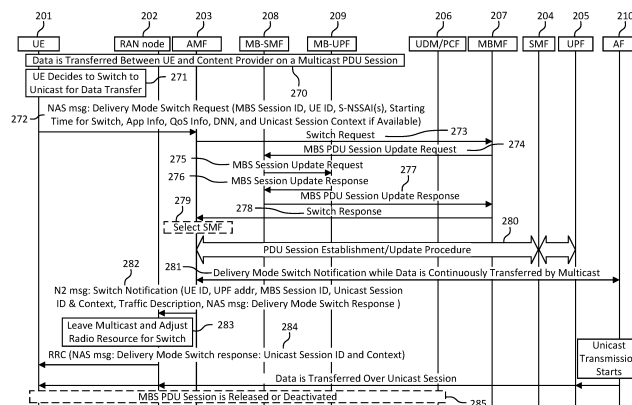 201 202 203 208 209 206 207 204 205 210
UE RAN node AMF MB-SMF MB-UPF UDM/PCF MBMF SMF UPF AF
Data is Transferred Between UE and Content Provider on a Multicast PDU Session
UE Decides to Switch to
Unicast for Data Transfer
271
270
NAS msg: Delivery Mode Switch Request (MBS Session ID, UE ID, S-NSSAI(s), Starting
272
Time for Switch, App Info, QoS Info, DNN, and Unicast Session Context if Available)
Switch Request 273
MBS PDU Session Update Request 274
275
MBS Session Update Request
276 277
MBS Session Update Response
MBS PDU Session Update Response
279 278 Switch Response
Select SMF 280
PDU Session Establishment/Update Procedure
282
281 Delivery Mode Switch Notification while Data is Continuously Transferred by Multicast
N2 msg: Switch Notification (UE ID, UPF addr, MBS Session ID, Unicast Session
ID & Context, Traffic Description, NAS msg: Delivery Mode Switch Response )
Leave Multicast and Adjust
Radio Resource for Switch
283
284
RRC (NAS msg: Delivery Mode Switch response: Unicast Session ID and Context)
Unicast
Transmission
Starts
Data is Transferred Over Unicast Session
MBS PDU Session is Released or Deactivated
285